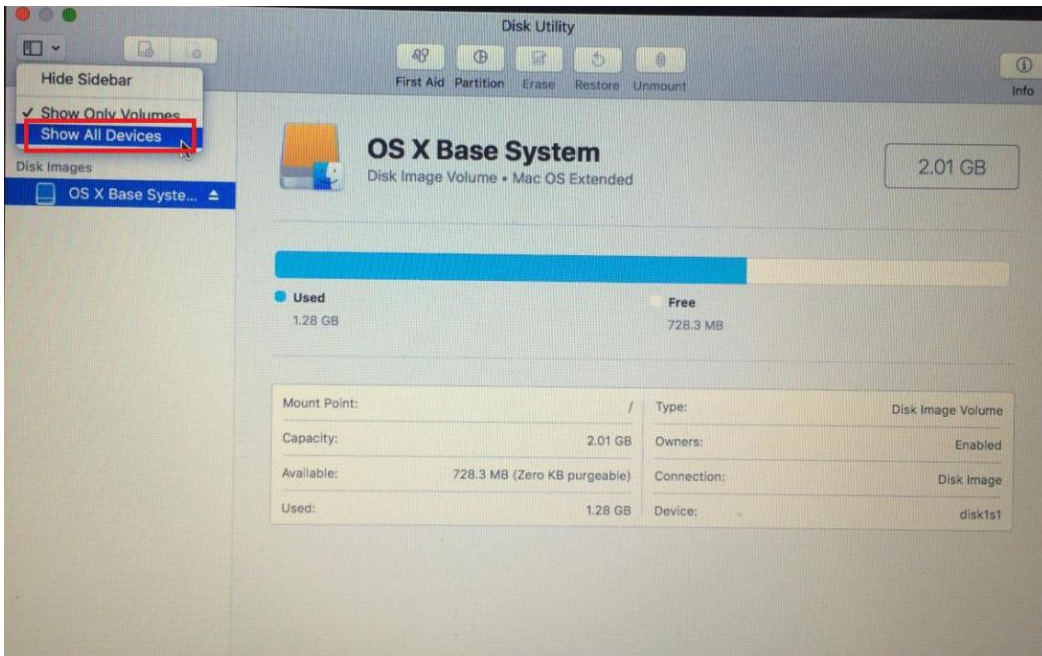 Disk Utility
First Aid Partition Erase Restore Unmount
Info
Hide Sidebar
✓ Show Only Volumes
Show All Devices
Disk Images
OS X Base Syste...
OS X Base System
Disk Image Volume • Mac OS Extended
2.01 GB
Used
1.28 GB
Free
728.3 MB
Mount Point: /
Capacity: 2.01 GB
Available: 728.3 MB (Zero KB purgeable)
Used: 1.28 GB
Type: Disk Image Volume
Owners: Enabled
Connection: Disk Image
Device: disk1s1